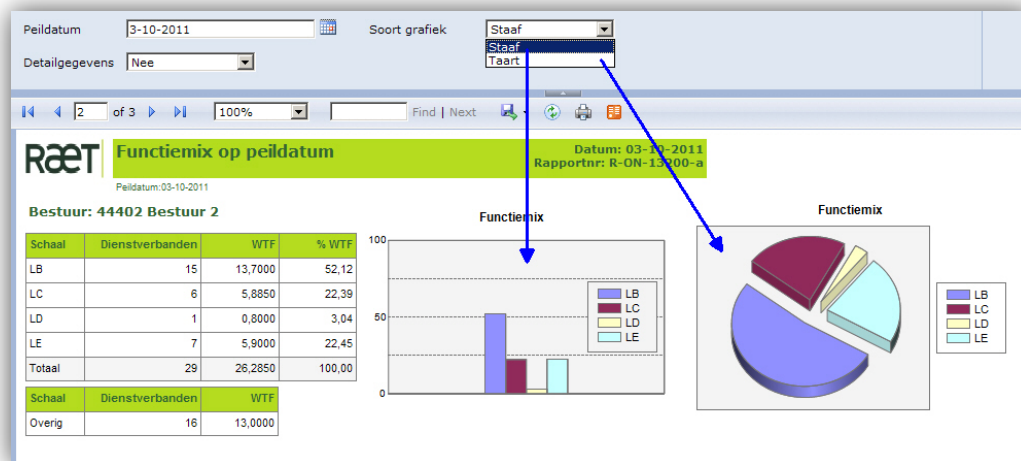 Peildatum 3-10-2011 Soort grafiek Staaf
Staaf
Detailgegevens Nee Taart
2 of 3 100% Find | Next
RAET Functiemix op peildatum Datum: 03-10-2011
Rapportnr: R-ON-13200-a
Peildatum:03-10-2011
Bestuur: 44402 Bestuur 2
Functiemix
Functiemix
Schaal Dienstverbanden WTF % WTF
LB 15 13,7000 52,12
LC 6 5,8850 22,39
LD 1 0,8000 3,04
LE 7 5,9000 22,45
Totaal 29 26,2850 100,00
Schaal Dienstverbanden WTF
Overig 16 13,0000
100
50
0
LB
LC
LD
LE
LB
LC
LD
LE